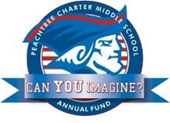 PEACHTREE CHARTER MIDDLE SCHOOL
CAN YOU IMAGINE?
ANNUAL FUND